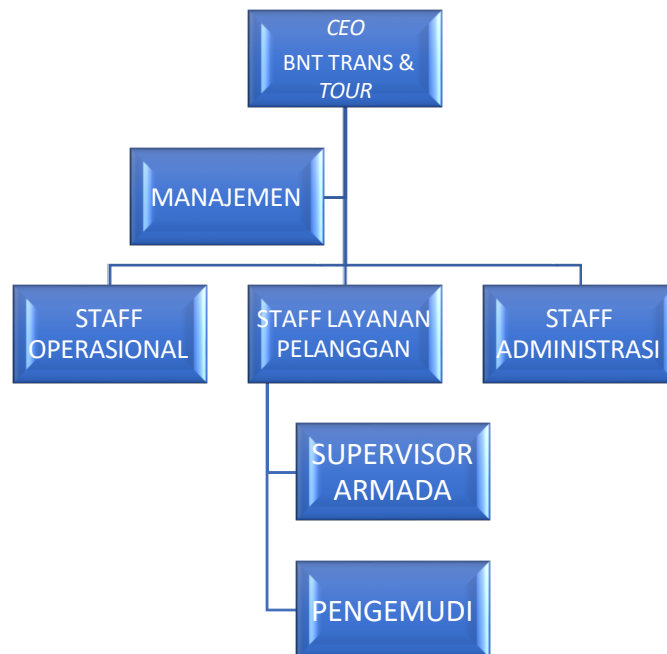 CEO
BNT TRANS &
TOUR
MANAJEMEN
STAFF
OPERASIONAL
STAFF LAYANAN
PELANGGAN
STAFF
ADMINISTRASI
SUPERVISOR
ARMADA
PENGEMUDI